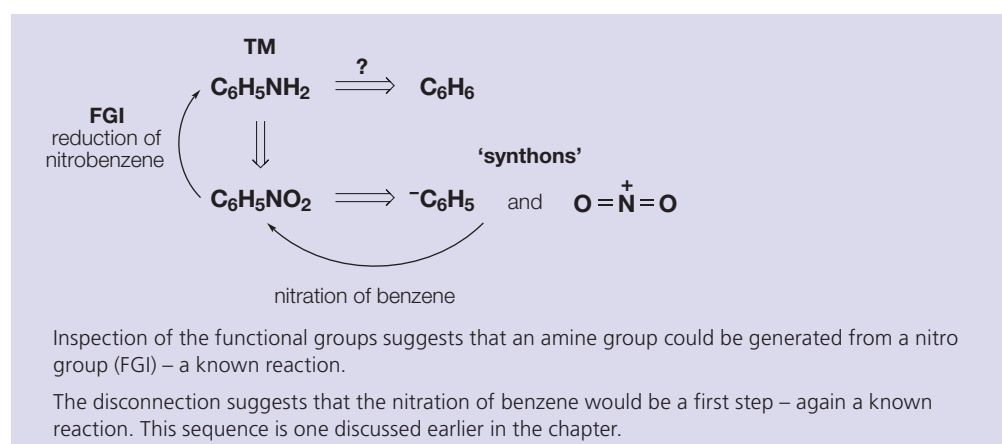 TM
?
C₆H₅NH₂ C₆H₆
FGI
reduction of
nitrobenzene
'synthons'
C₆H₅NO₂ ⁻C₆H₅ and O=N⁺=O
nitration of benzene
Inspection of the functional groups suggests that an amine group could be generated from a nitro
group (FGI) – a known reaction.
The disconnection suggests that the nitration of benzene would be a first step – again a known
reaction. This sequence is one discussed earlier in the chapter.